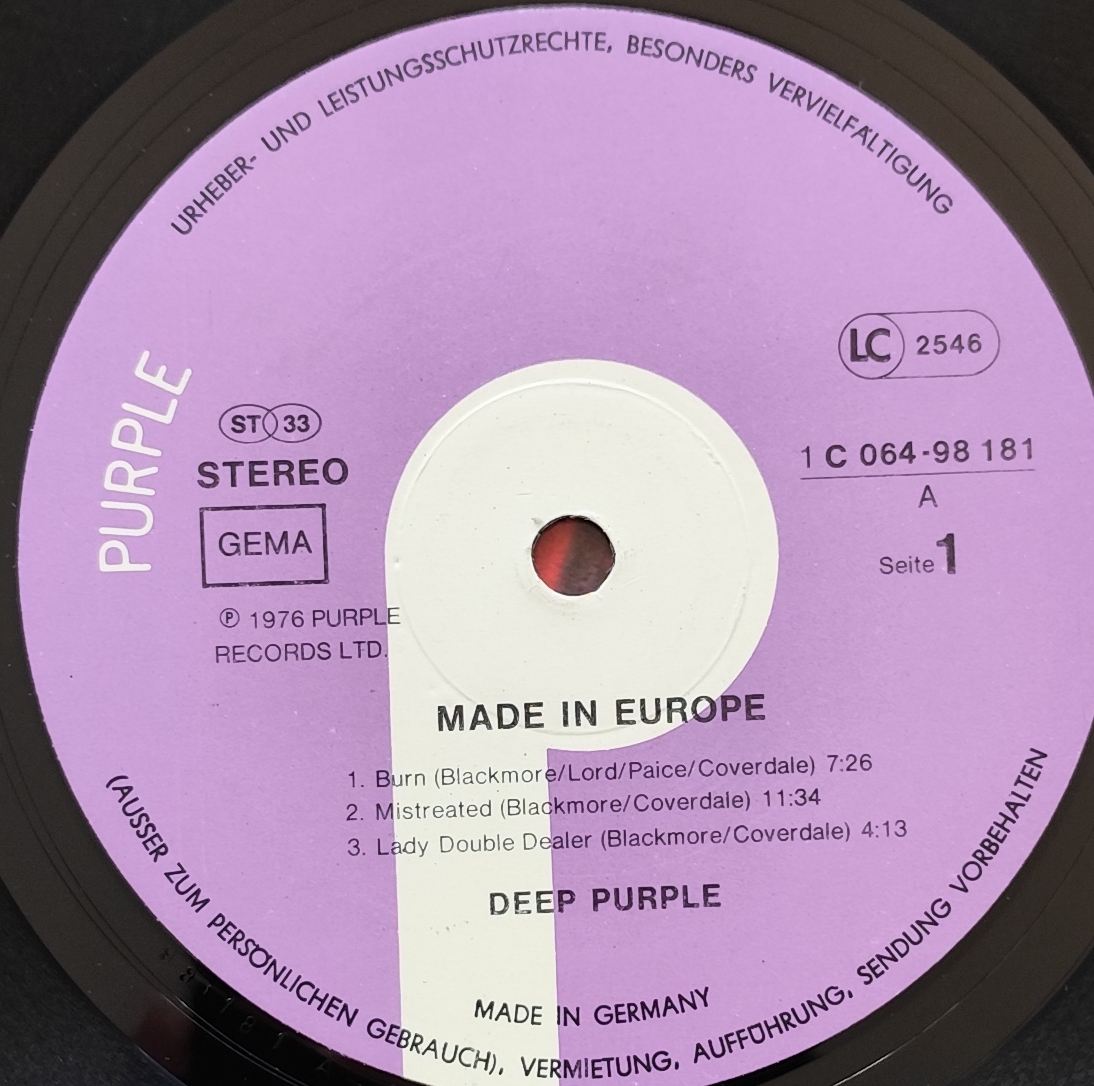 URHEBER- UND LEISTUNGSSCHUTZRECHTE, BESONDERS VERVIELFÄLTIGUNG
PURPLE
LC 2546
ST 33
STEREO
GEMA
1 C 064-98 181
A
Seite 1
℗ 1976 PURPLE
RECORDS LTD.
MADE IN EUROPE
1. Burn (Blackmore/Lord/Paice/Coverdale) 7:26
2. Mistreated (Blackmore/Coverdale) 11:34
3. Lady Double Dealer (Blackmore/Coverdale) 4:13
DEEP PURPLE
MADE IN GERMANY
(AUSSER ZUM PERSÖNLICHEN GEBRAUCH), VERMIETUNG, AUFFÜHRUNG, SENDUNG VORBEHALTEN